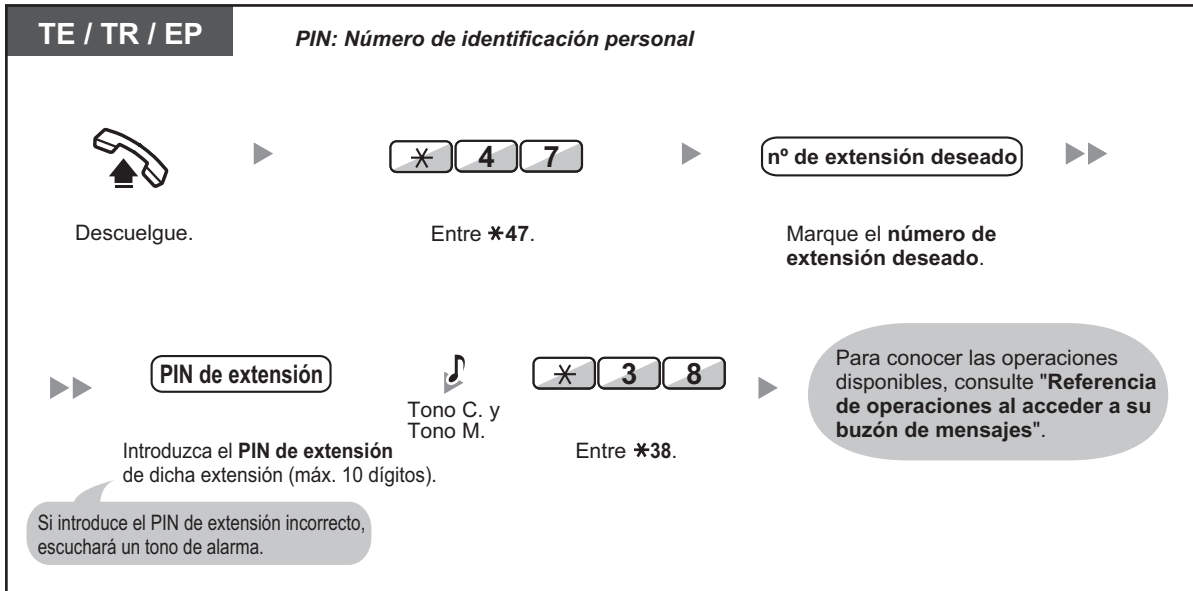 TE / TR / EP
PIN: Número de identificación personal
✳ 4 7
nº de extensión deseado
Descuelgue.
Entre ✳47.
Marque el número de
extensión deseado.
PIN de extensión
✳ 3 8
Tono C. y
Tono M.
Introduzca el PIN de extensión
de dicha extensión (máx. 10 dígitos).
Entre ✳38.
Para conocer las operaciones
disponibles, consulte "Referencia
de operaciones al acceder a su
buzón de mensajes".
Si introduce el PIN de extensión incorrecto,
escuchará un tono de alarma.